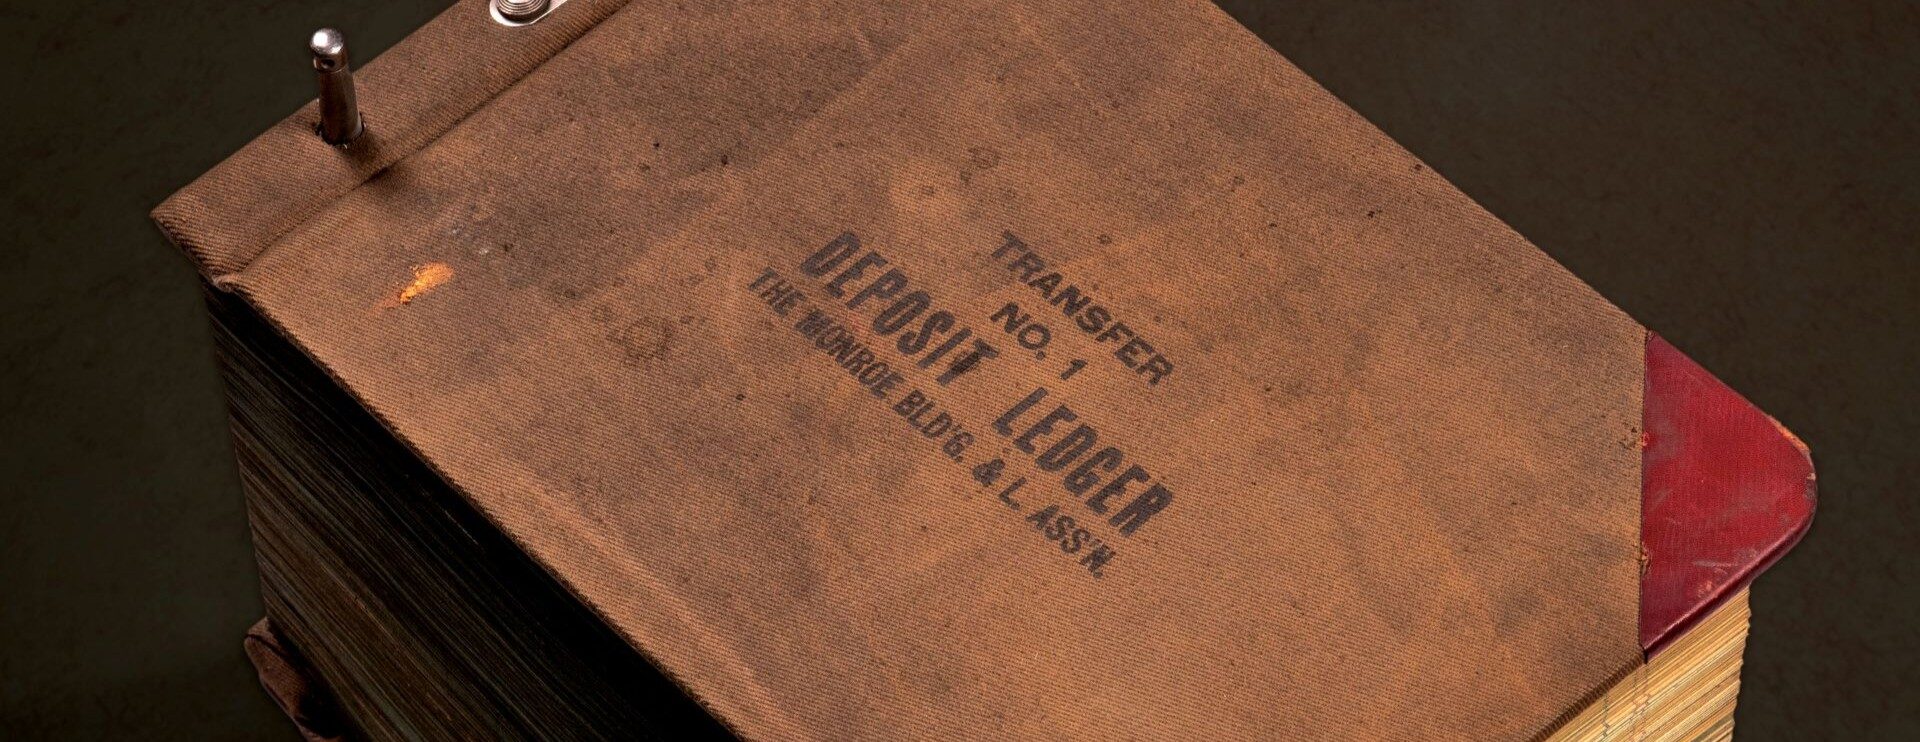 TRANSFER
NO. 1
DEPOSIT LEDGER
THE MONROE BLD'G. & L. ASS'N.